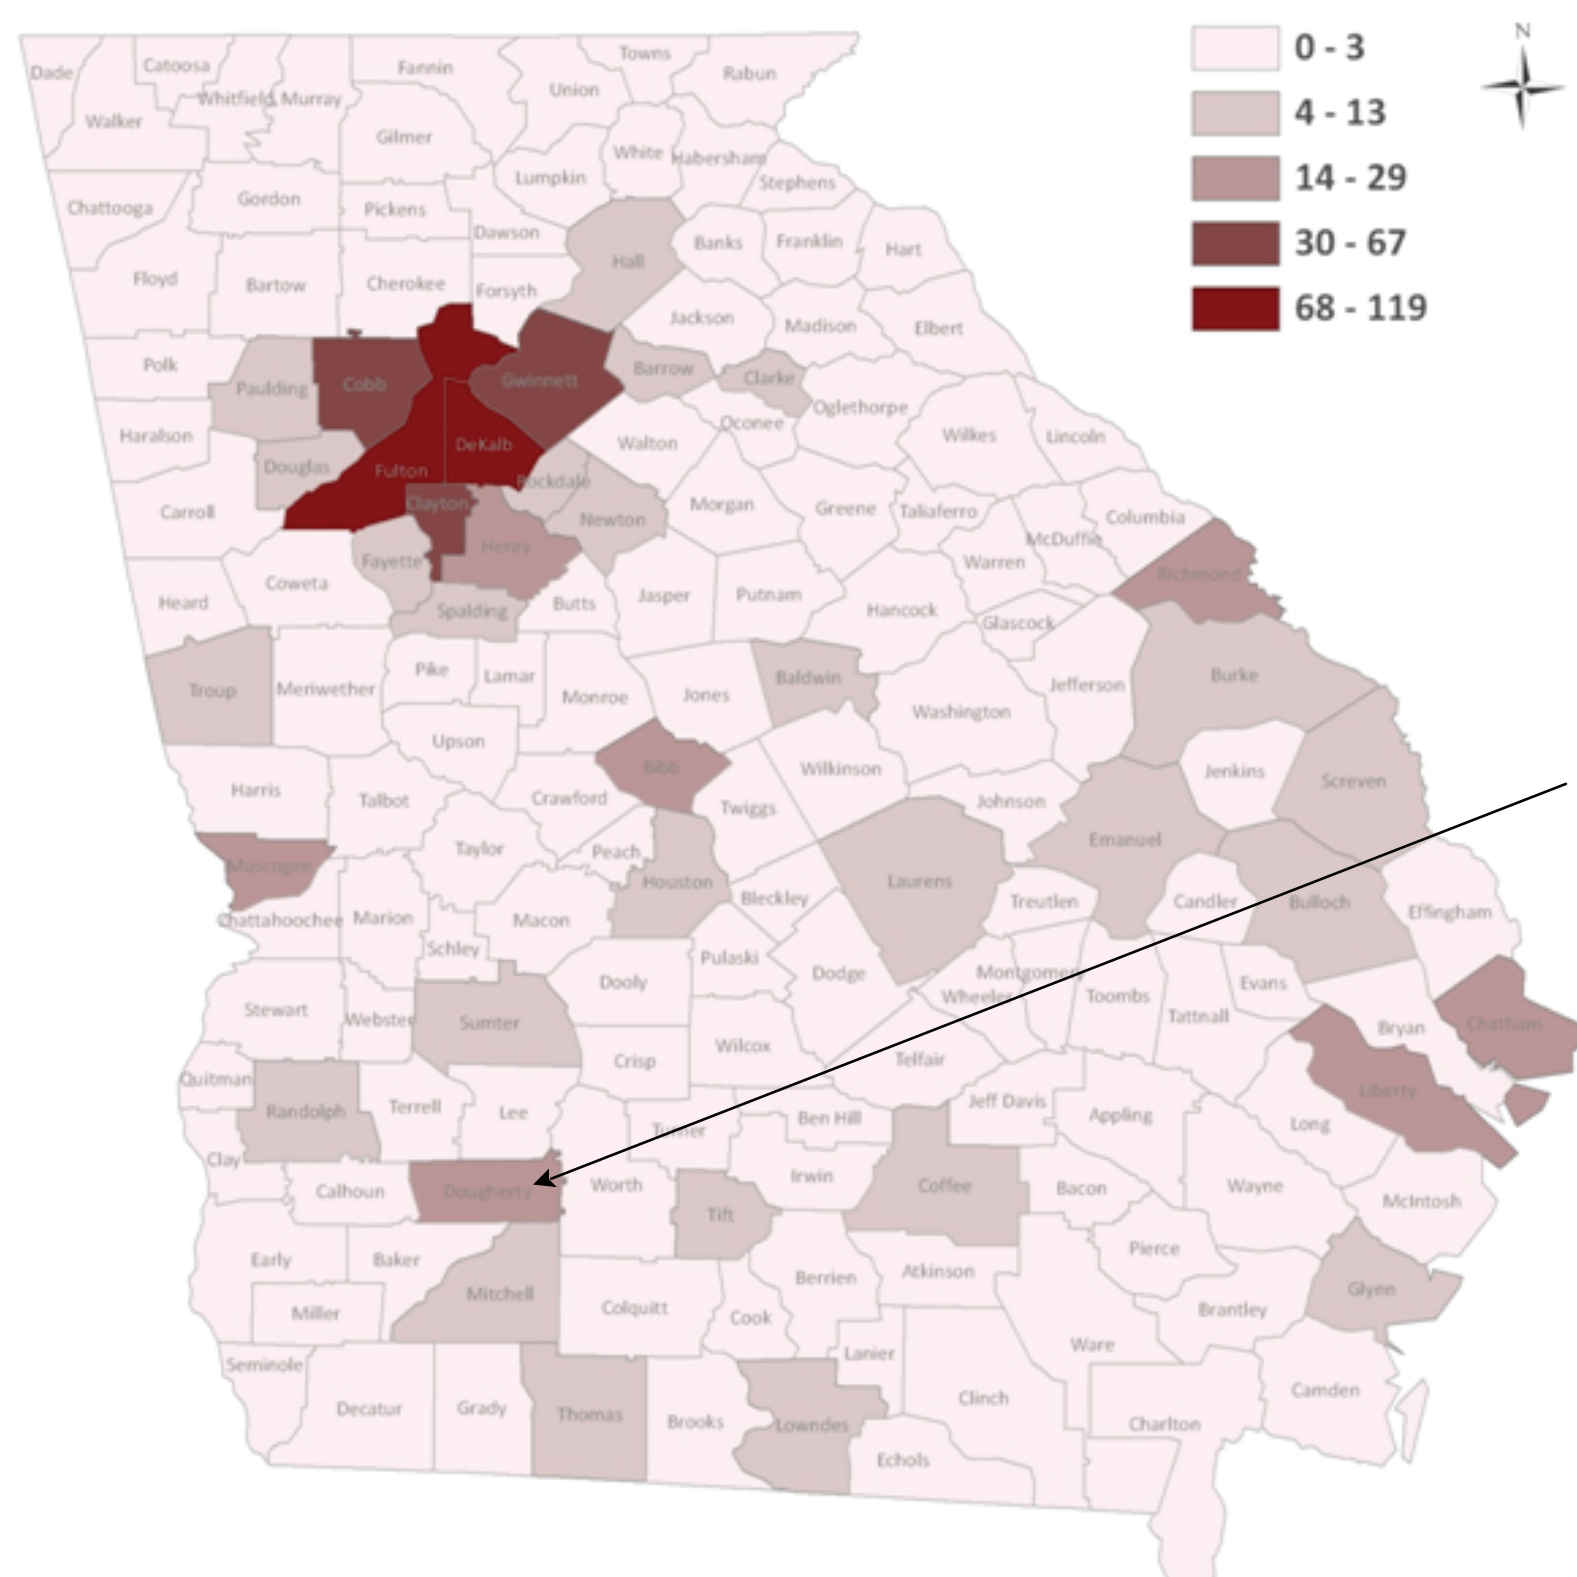 N
0 - 3
4 - 13
14 - 29
30 - 67
68 - 119
Towns
Dade
Catoosa
Fannin
Rabun
Union
Whitfield
Murray
Walker
Gilmer
White
Habersham
Lumpkin
Stephens
Gordon
Chattooga
Pickens
Dawson
Banks
Franklin
Hart
Hall
Floyd
Bartow
Cherokee
Forsyth
Jackson
Madison
Elbert
Polk
Paulding
Cobb
Gwinnett
Barrow
Clarke
Oglethorpe
Oconee
Haralson
DeKalb
Walton
Wilkes
Lincoln
Douglas
Fulton
Rockdale
Carroll
Clayton
Newton
Morgan
Greene
Taliaferro
Columbia
McDuffie
Henry
Fayette
Warren
Richmond
Coweta
Heard
Spalding
Butts
Jasper
Putnam
Hancock
Glascock
Troup
Meriwether
Pike
Lamar
Monroe
Jones
Baldwin
Washington
Jefferson
Burke
Upson
Bibb
Wilkinson
Jenkins
Screven
Harris
Talbot
Crawford
Twiggs
Johnson
Muscogee
Taylor
Peach
Houston
Bleckley
Laurens
Emanuel
Treutlen
Candler
Bulloch
Effingham
Chattahoochee
Marion
Macon
Schley
Pulaski
Dodge
Montgomery
Wheeler
Dooly
Toombs
Evans
Tattnall
Stewart
Webster
Sumter
Bryan
Chatham
Wilcox
Crisp
Telfair
Quitman
Randolph
Terrell
Lee
Turner
Ben Hill
Jeff Davis
Appling
Long
Liberty
Clay
Calhoun
Dougherty
Worth
Irwin
Tift
Coffee
Bacon
Wayne
McIntosh
Early
Baker
Mitchell
Berrien
Atkinson
Pierce
Glynn
Miller
Colquitt
Cook
Brantley
Lanier
Ware
Seminole
Decatur
Grady
Thomas
Brooks
Lowndes
Clinch
Charlton
Camden
Echols